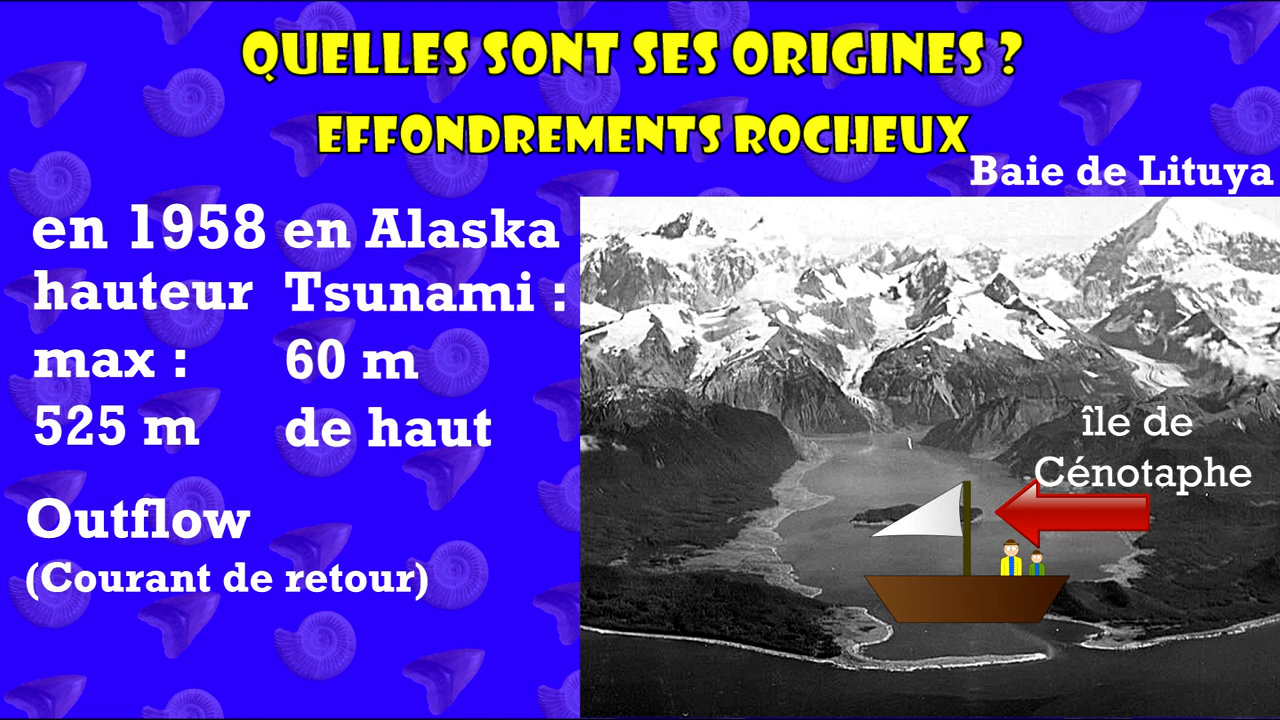 QUELLES SONT SES ORIGINES ?
EFFONDREMENTS ROCHEUX
Baie de Lituya
en 1958
hauteur
max :
525 m
en Alaska
Tsunami :
60 m
de haut
île de
Cénotaphe
Outflow
(Courant de retour)